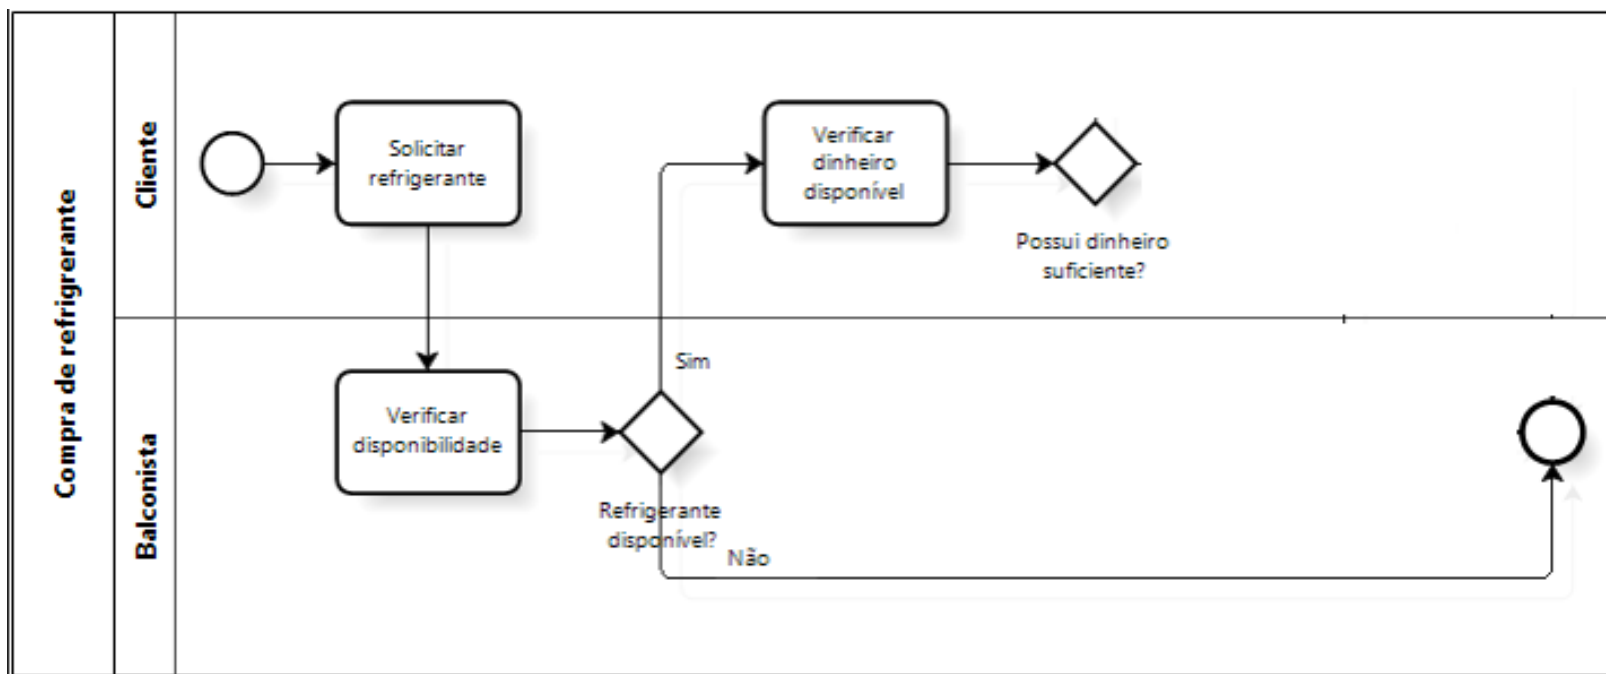 Compra de refrigrerante
Cliente
Solicitar
refrigerante
Verificar
dinheiro
disponível
Possui dinheiro
suficiente?
Balconista
Verificar
disponibilidade
Sim
Refrigerante
disponível?
Não